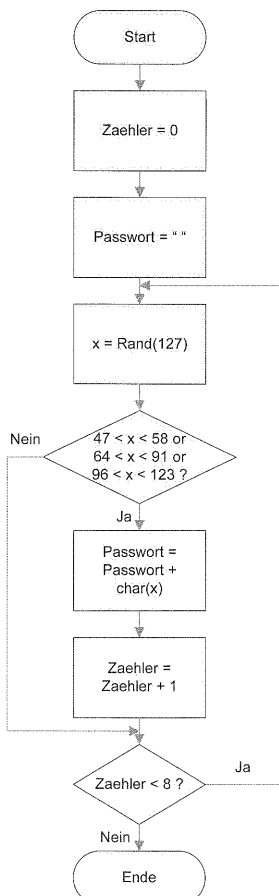 Start
Zaehler = 0
Passwort = “ “
x = Rand(127)
Nein
47 < x < 58 or
64 < x < 91 or
96 < x < 123 ?
Ja
Passwort =
Passwort +
char(x)
Zaehler =
Zaehler + 1
Zaehler < 8 ?
Ja
Nein
Ende